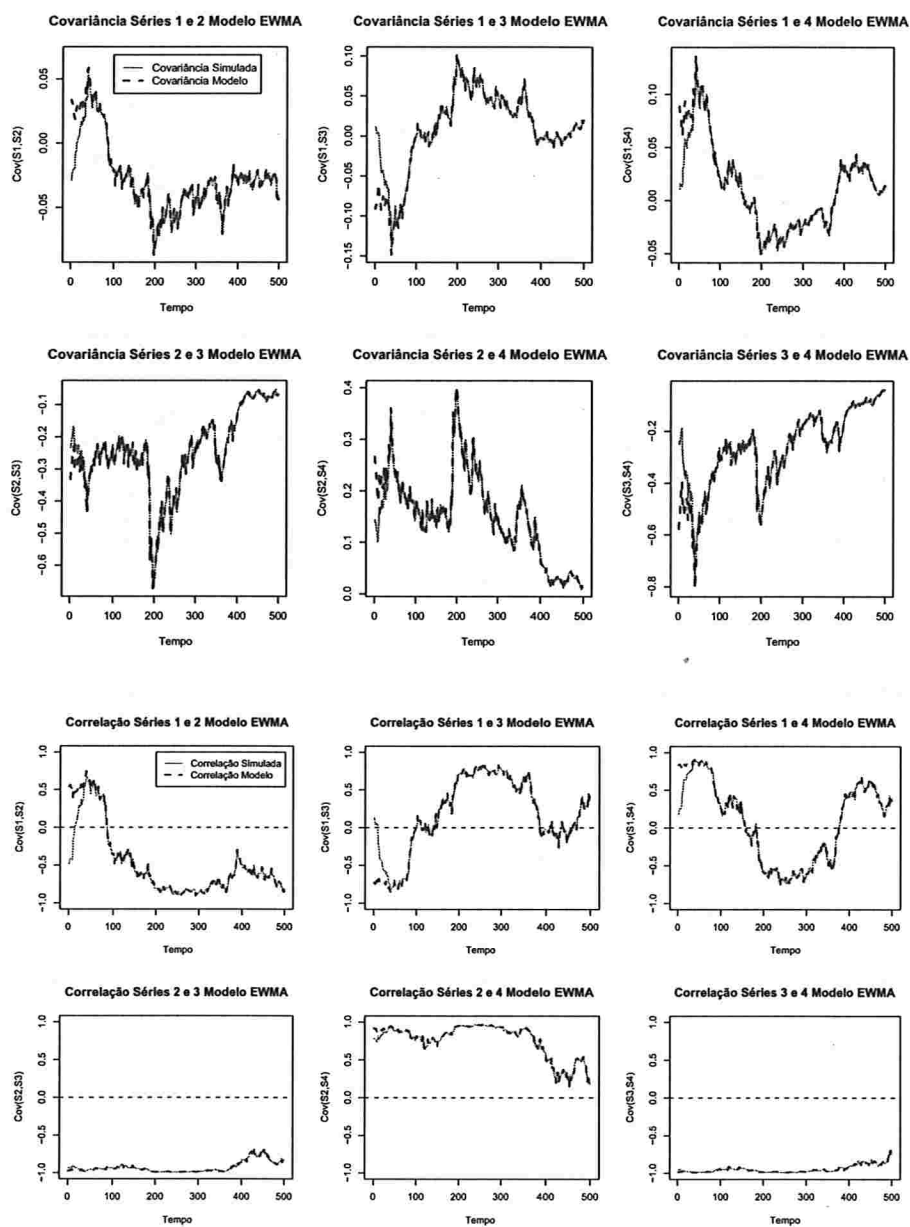 Covariância Séries 1 e 2 Modelo EWMA
Cov(S1,S2)
0.05
0.00
-0.05
Covariância Simulada
Covariância Modelo
0 100 200 300 400 500
Tempo
Covariância Séries 1 e 3 Modelo EWMA
Cov(S1,S3)
0.10
0.05
0.00
-0.05
-0.10
-0.15
0 100 200 300 400 500
Tempo
Covariância Séries 1 e 4 Modelo EWMA
Cov(S1,S4)
0.10
0.05
0.00
-0.05
0 100 200 300 400 500
Tempo
Covariância Séries 2 e 3 Modelo EWMA
Cov(S2,S3)
-0.1
-0.2
-0.3
-0.4
-0.5
-0.6
0 100 200 300 400 500
Tempo
Covariância Séries 2 e 4 Modelo EWMA
Cov(S2,S4)
0.4
0.3
0.2
0.1
0.0
0 100 200 300 400 500
Tempo
Covariância Séries 3 e 4 Modelo EWMA
Cov(S3,S4)
-0.2
-0.4
-0.6
-0.8
0 100 200 300 400 500
Tempo
Correlação Séries 1 e 2 Modelo EWMA
Cov(S1,S2)
1.0
0.5
0.0
-0.5
-1.0
Correlação Simulada
Correlação Modelo
0 100 200 300 400 500
Tempo
Correlação Séries 1 e 3 Modelo EWMA
Cov(S1,S3)
1.0
0.5
0.0
-0.5
-1.0
0 100 200 300 400 500
Tempo
Correlação Séries 1 e 4 Modelo EWMA
Cov(S1,S4)
1.0
0.5
0.0
-0.5
-1.0
0 100 200 300 400 500
Tempo
Correlação Séries 2 e 3 Modelo EWMA
Cov(S2,S3)
1.0
0.5
0.0
-0.5
-1.0
0 100 200 300 400 500
Tempo
Correlação Séries 2 e 4 Modelo EWMA
Cov(S2,S4)
1.0
0.5
0.0
-0.5
-1.0
0 100 200 300 400 500
Tempo
Correlação Séries 3 e 4 Modelo EWMA
Cov(S3,S4)
1.0
0.5
0.0
-0.5
-1.0
0 100 200 300 400 500
Tempo